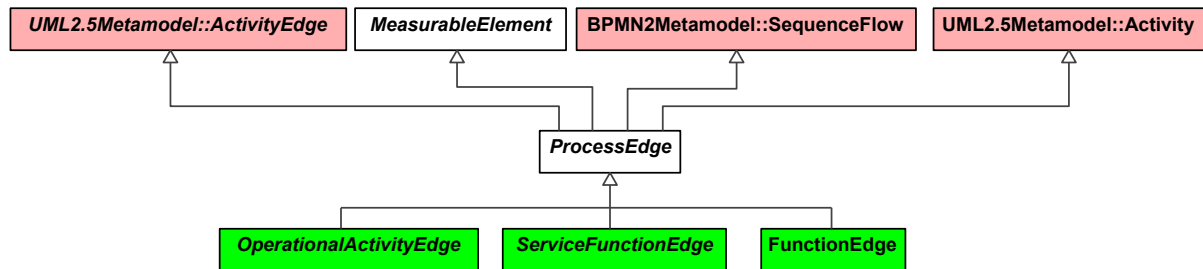 UML2.5Metamodel::ActivityEdge
MeasurableElement
BPMN2Metamodel::SequenceFlow
UML2.5Metamodel::Activity
ProcessEdge
OperationalActivityEdge
ServiceFunctionEdge
FunctionEdge